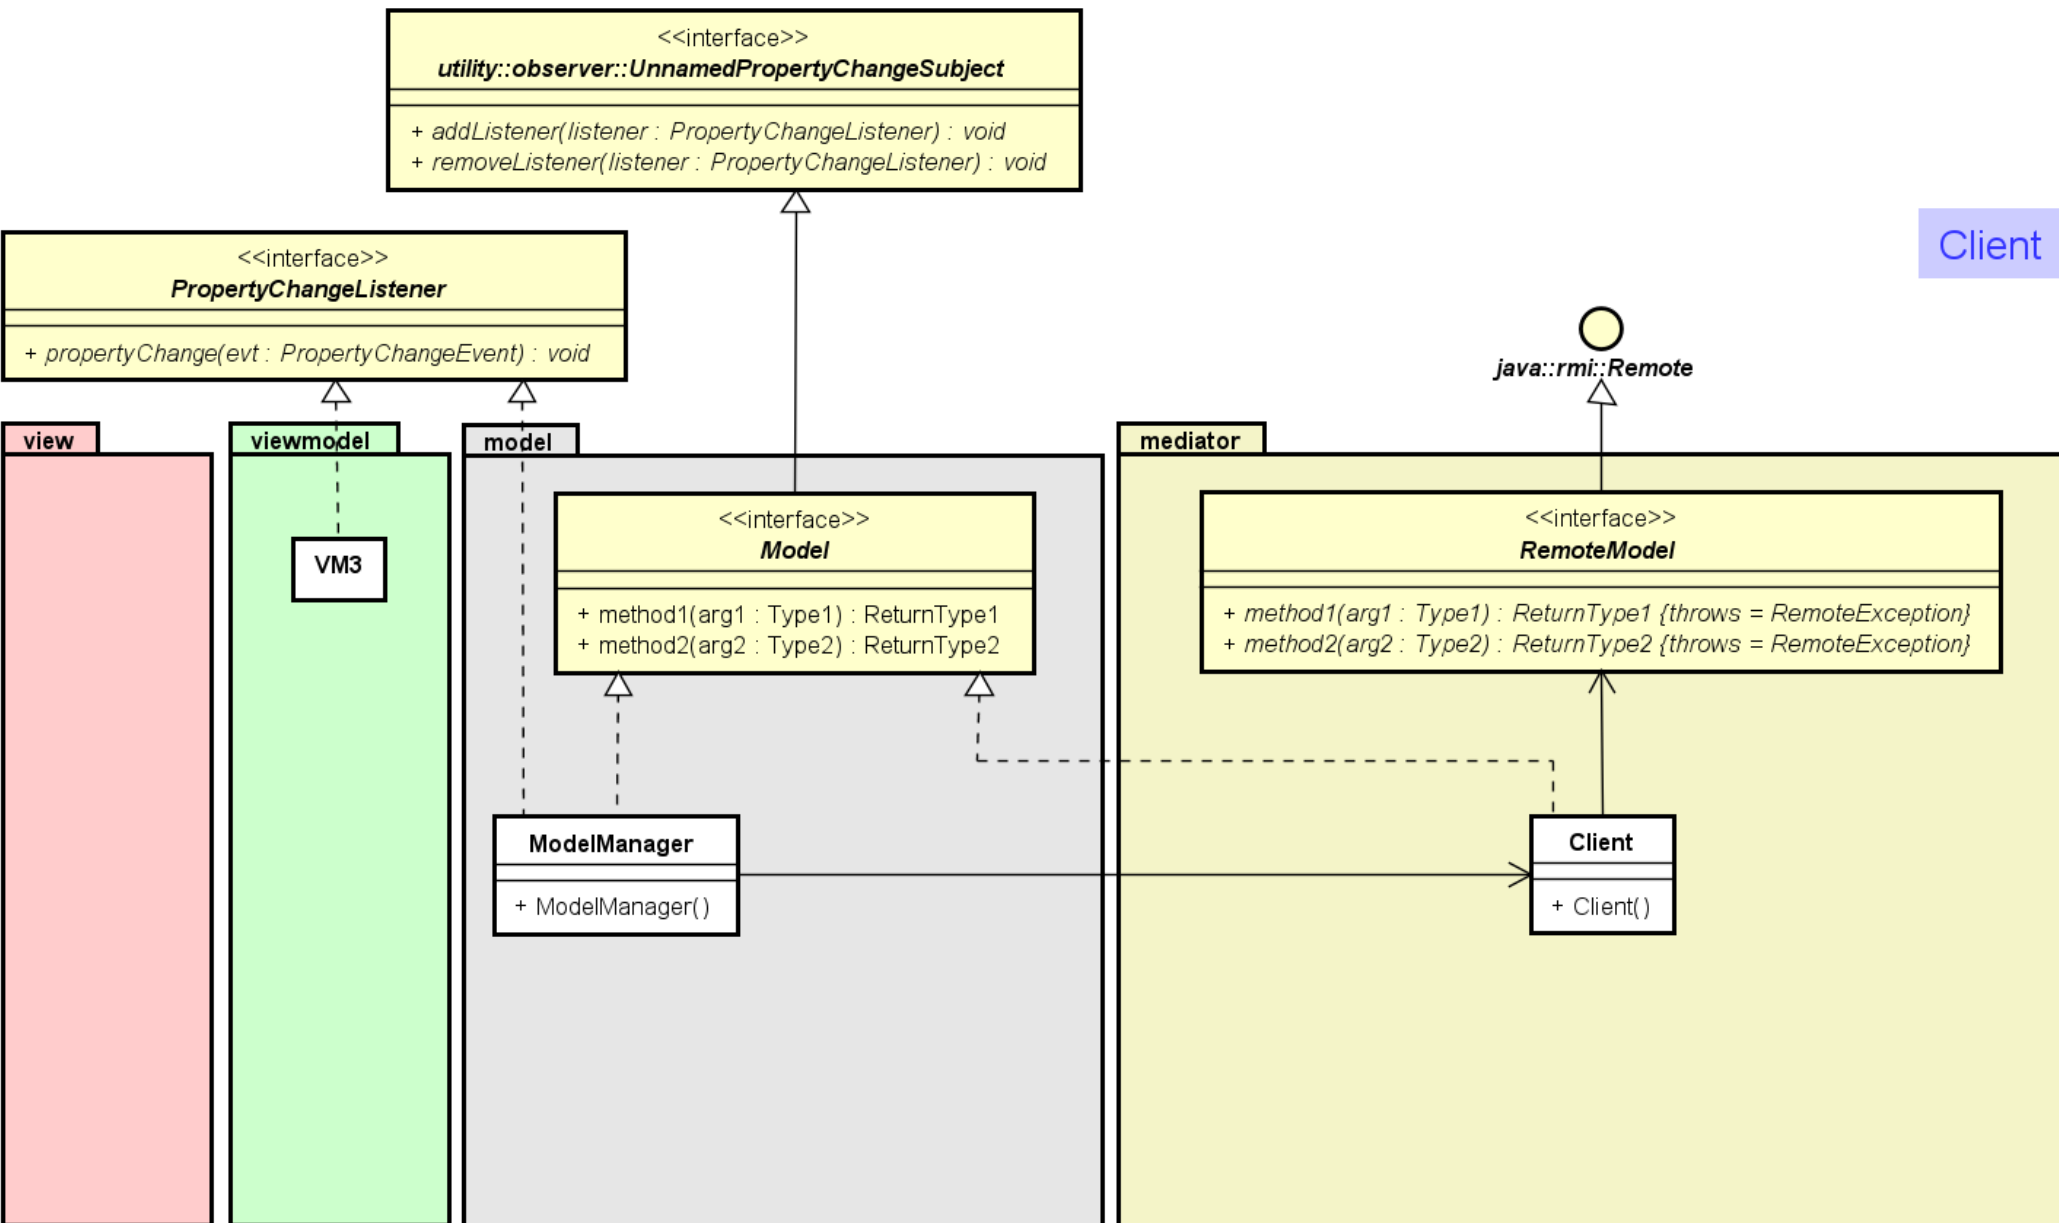 <<interface>>
utility::observer::UnnamedPropertyChangeSubject
+ addListener(listener : PropertyChangeListener) : void
+ removeListener(listener : PropertyChangeListener) : void
Client
<<interface>>
PropertyChangeListener
+ propertyChange(evt : PropertyChangeEvent) : void
java::rmi::Remote
view
viewmodel
model
mediator
VM3
<<interface>>
Model
+ method1(arg1 : Type1) : ReturnType1
+ method2(arg2 : Type2) : ReturnType2
<<interface>>
RemoteModel
+ method1(arg1 : Type1) : ReturnType1 {throws = RemoteException}
+ method2(arg2 : Type2) : ReturnType2 {throws = RemoteException}
ModelManager
+ ModelManager()
Client
+ Client()